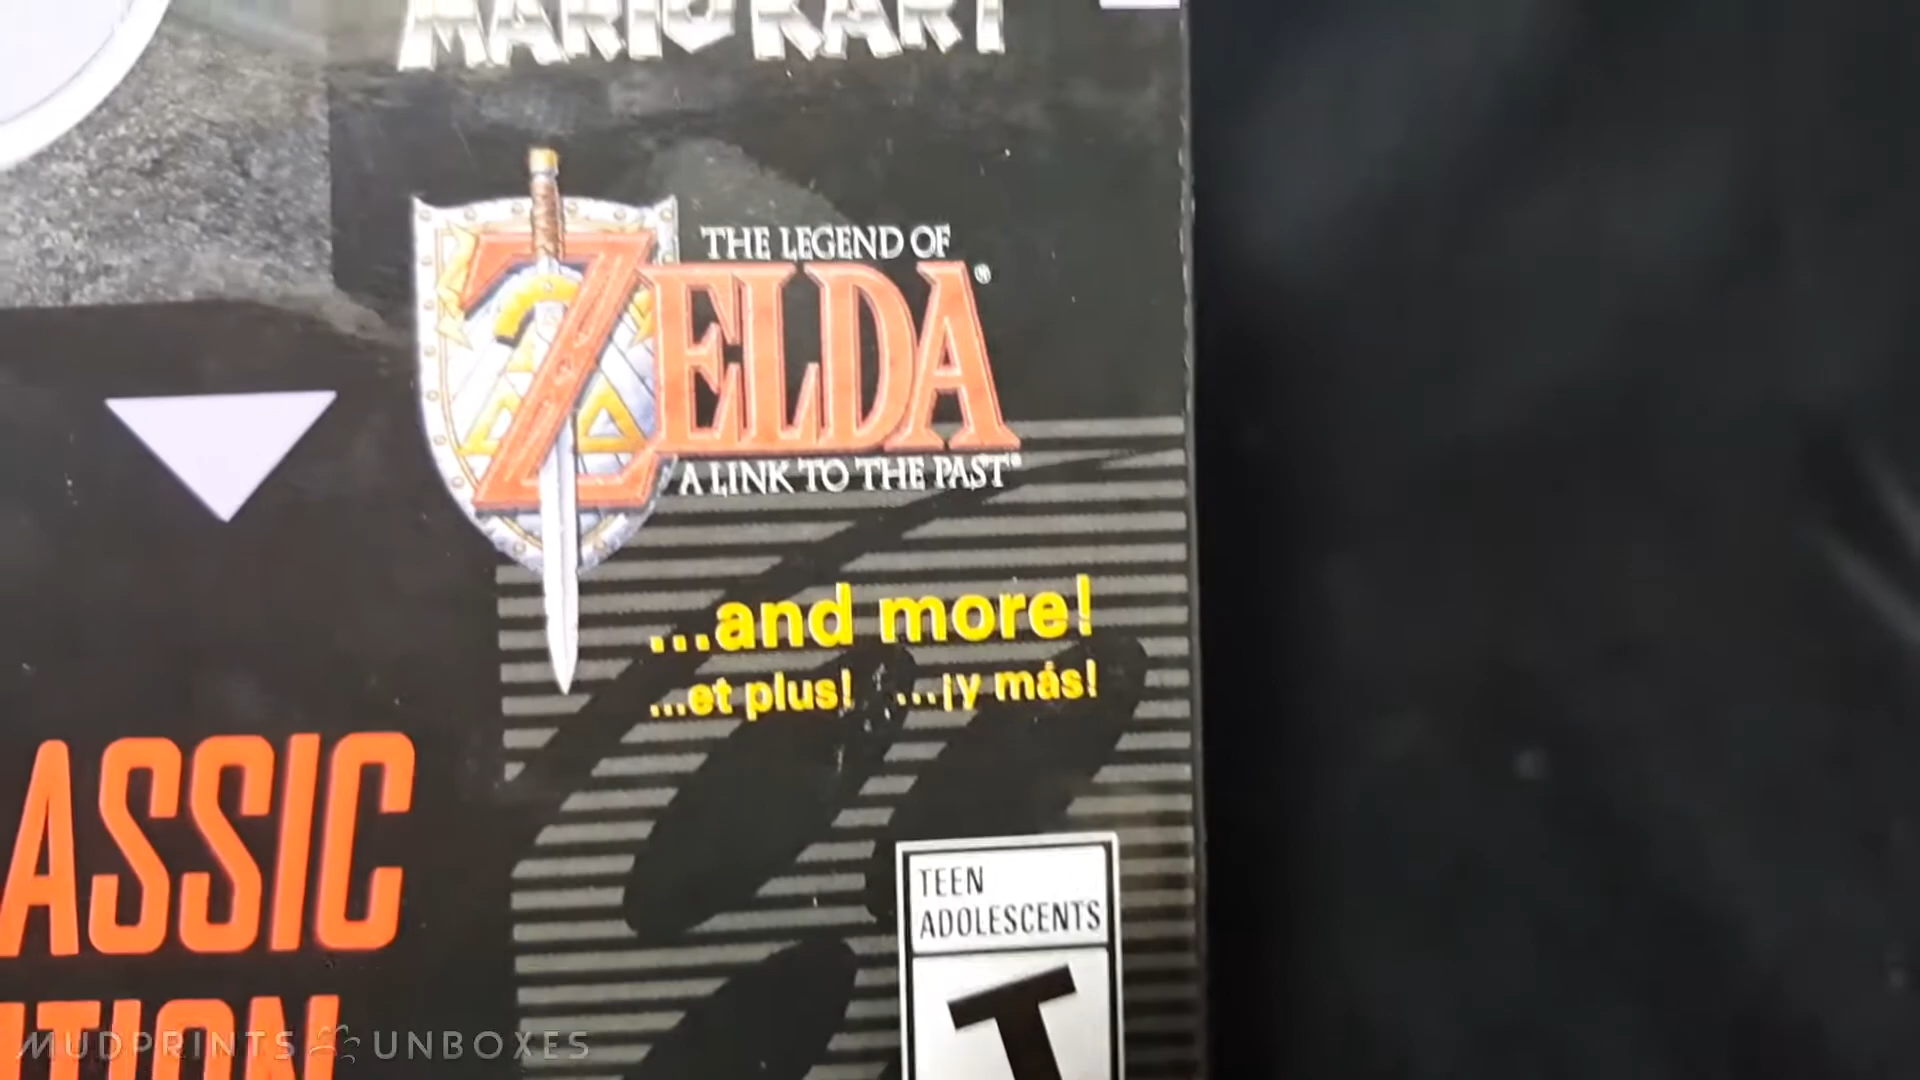 MARIO KART
THE LEGEND OF
ZELDA®
A LINK TO THE PAST®
...and more!
...et plus! ...¡y más!
ASSIC
ITION
TEEN
ADOLESCENTS
T
MUDPRINTS UNBOXES